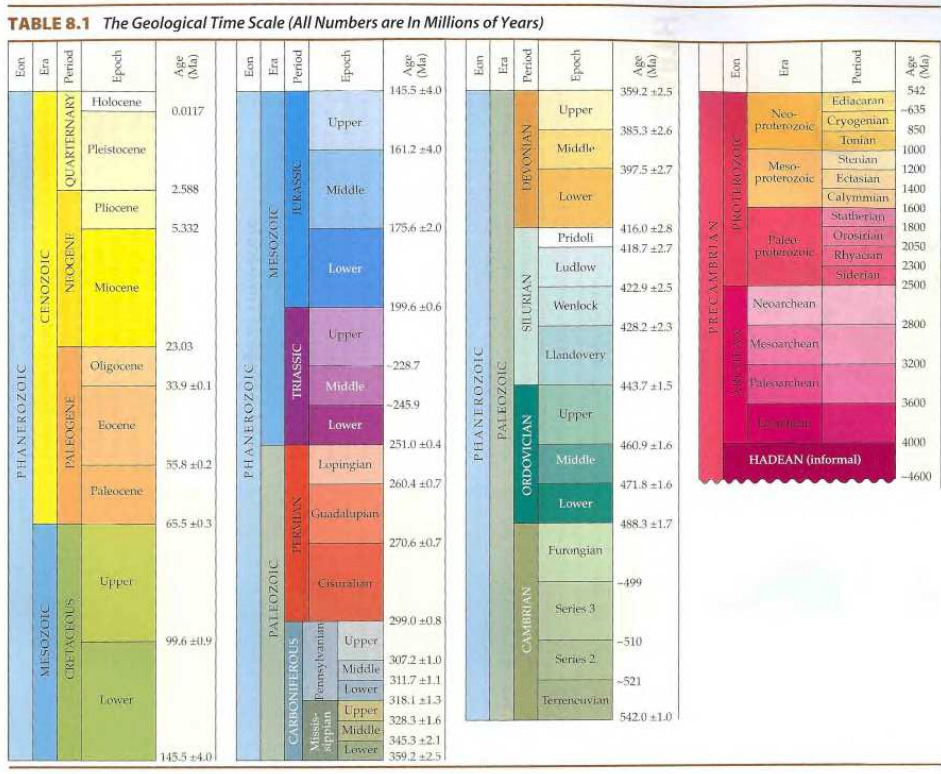 TABLE 8.1 The Geological Time Scale (All Numbers are In Millions of Years)
Eon Era Period Epoch Age (Ma)
PHANEROZOIC
CENOZOIC
MESOZOIC
QUARTERNARY
NEOGENE
PALEOGENE
CRETACEOUS
Holocene
0.0117
Pleistocene
2.588
Pliocene
5.332
Miocene
23.03
Oligocene
33.9 ±0.1
Eocene
55.8 ±0.2
Paleocene
65.5 ±0.3
Upper
99.6 ±0.9
Lower
145.5 ±4.0
Eon Era Period Epoch Age (Ma)
PHANEROZOIC
MESOZOIC
PALEOZOIC
JURASSIC
TRIASSIC
PERMIAN
CARBONIFEROUS
Pennsylvanian
Missis-
sippian
145.5 ±4.0
Upper
161.2 ±4.0
Middle
175.6 ±2.0
Lower
199.6 ±0.6
Upper
~228.7
Middle
~245.9
Lower
251.0 ±0.4
Lopingian
260.4 ±0.7
Guadalupian
270.6 ±0.7
Cisuralian
299.0 ±0.8
Upper
307.2 ±1.0
Middle
311.7 ±1.1
Lower
318.1 ±1.3
Upper
328.3 ±1.6
Middle
345.3 ±2.1
Lower
359.2 ±2.5
Eon Era Period Epoch Age (Ma)
PHANEROZOIC
PALEOZOIC
DEVONIAN
SILURIAN
ORDOVICIAN
CAMBRIAN
359.2 ±2.5
Upper
385.3 ±2.6
Middle
397.5 ±2.7
Lower
416.0 ±2.8
Pridoli
418.7 ±2.7
Ludlow
422.9 ±2.5
Wenlock
428.2 ±2.3
Llandovery
443.7 ±1.5
Upper
460.9 ±1.6
Middle
471.8 ±1.6
Lower
488.3 ±1.7
Furongian
~499
Series 3
~510
Series 2
~521
Terreneuvian
542.0 ±1.0
Eon Era Period Age (Ma)
PRECAMBRIAN
PROTEROZOIC
ARCHEAN
Neo-
proterozoic
Meso-
proterozoic
Paleo-
proterozoic
542
Ediacaran
~635
Cryogenian
850
Tonian
1000
Stenian
1200
Ectasian
1400
Calymmian
1600
Statherian
1800
Orosirian
2050
Rhyacian
2300
Siderian
2500
Neoarchean
2800
Mesoarchean
3200
Paleoarchean
3600
Eoarchean
4000
HADEAN (informal)
~4600